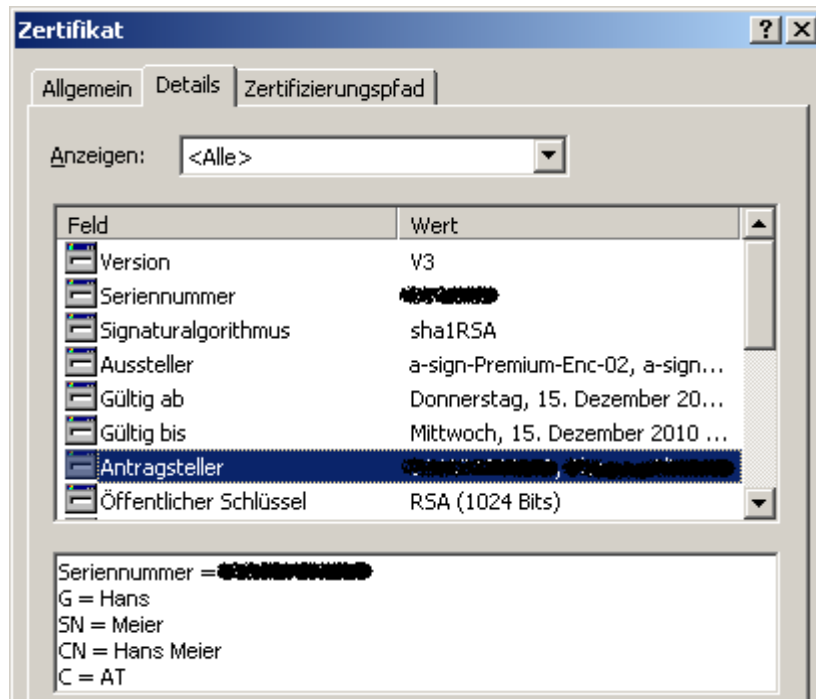 Zertifikat
Allgemein Details Zertifizierungspfad
Anzeigen: <Alle>
Feld Wert
Version V3
Seriennummer
Signaturalgorithmus sha1RSA
Aussteller a-sign-Premium-Enc-02, a-sign...
Gültig ab Donnerstag, 15. Dezember 20...
Gültig bis Mittwoch, 15. Dezember 2010 ...
Antragsteller
Öffentlicher Schlüssel RSA (1024 Bits)
Seriennummer =
G = Hans
SN = Meier
CN = Hans Meier
C = AT